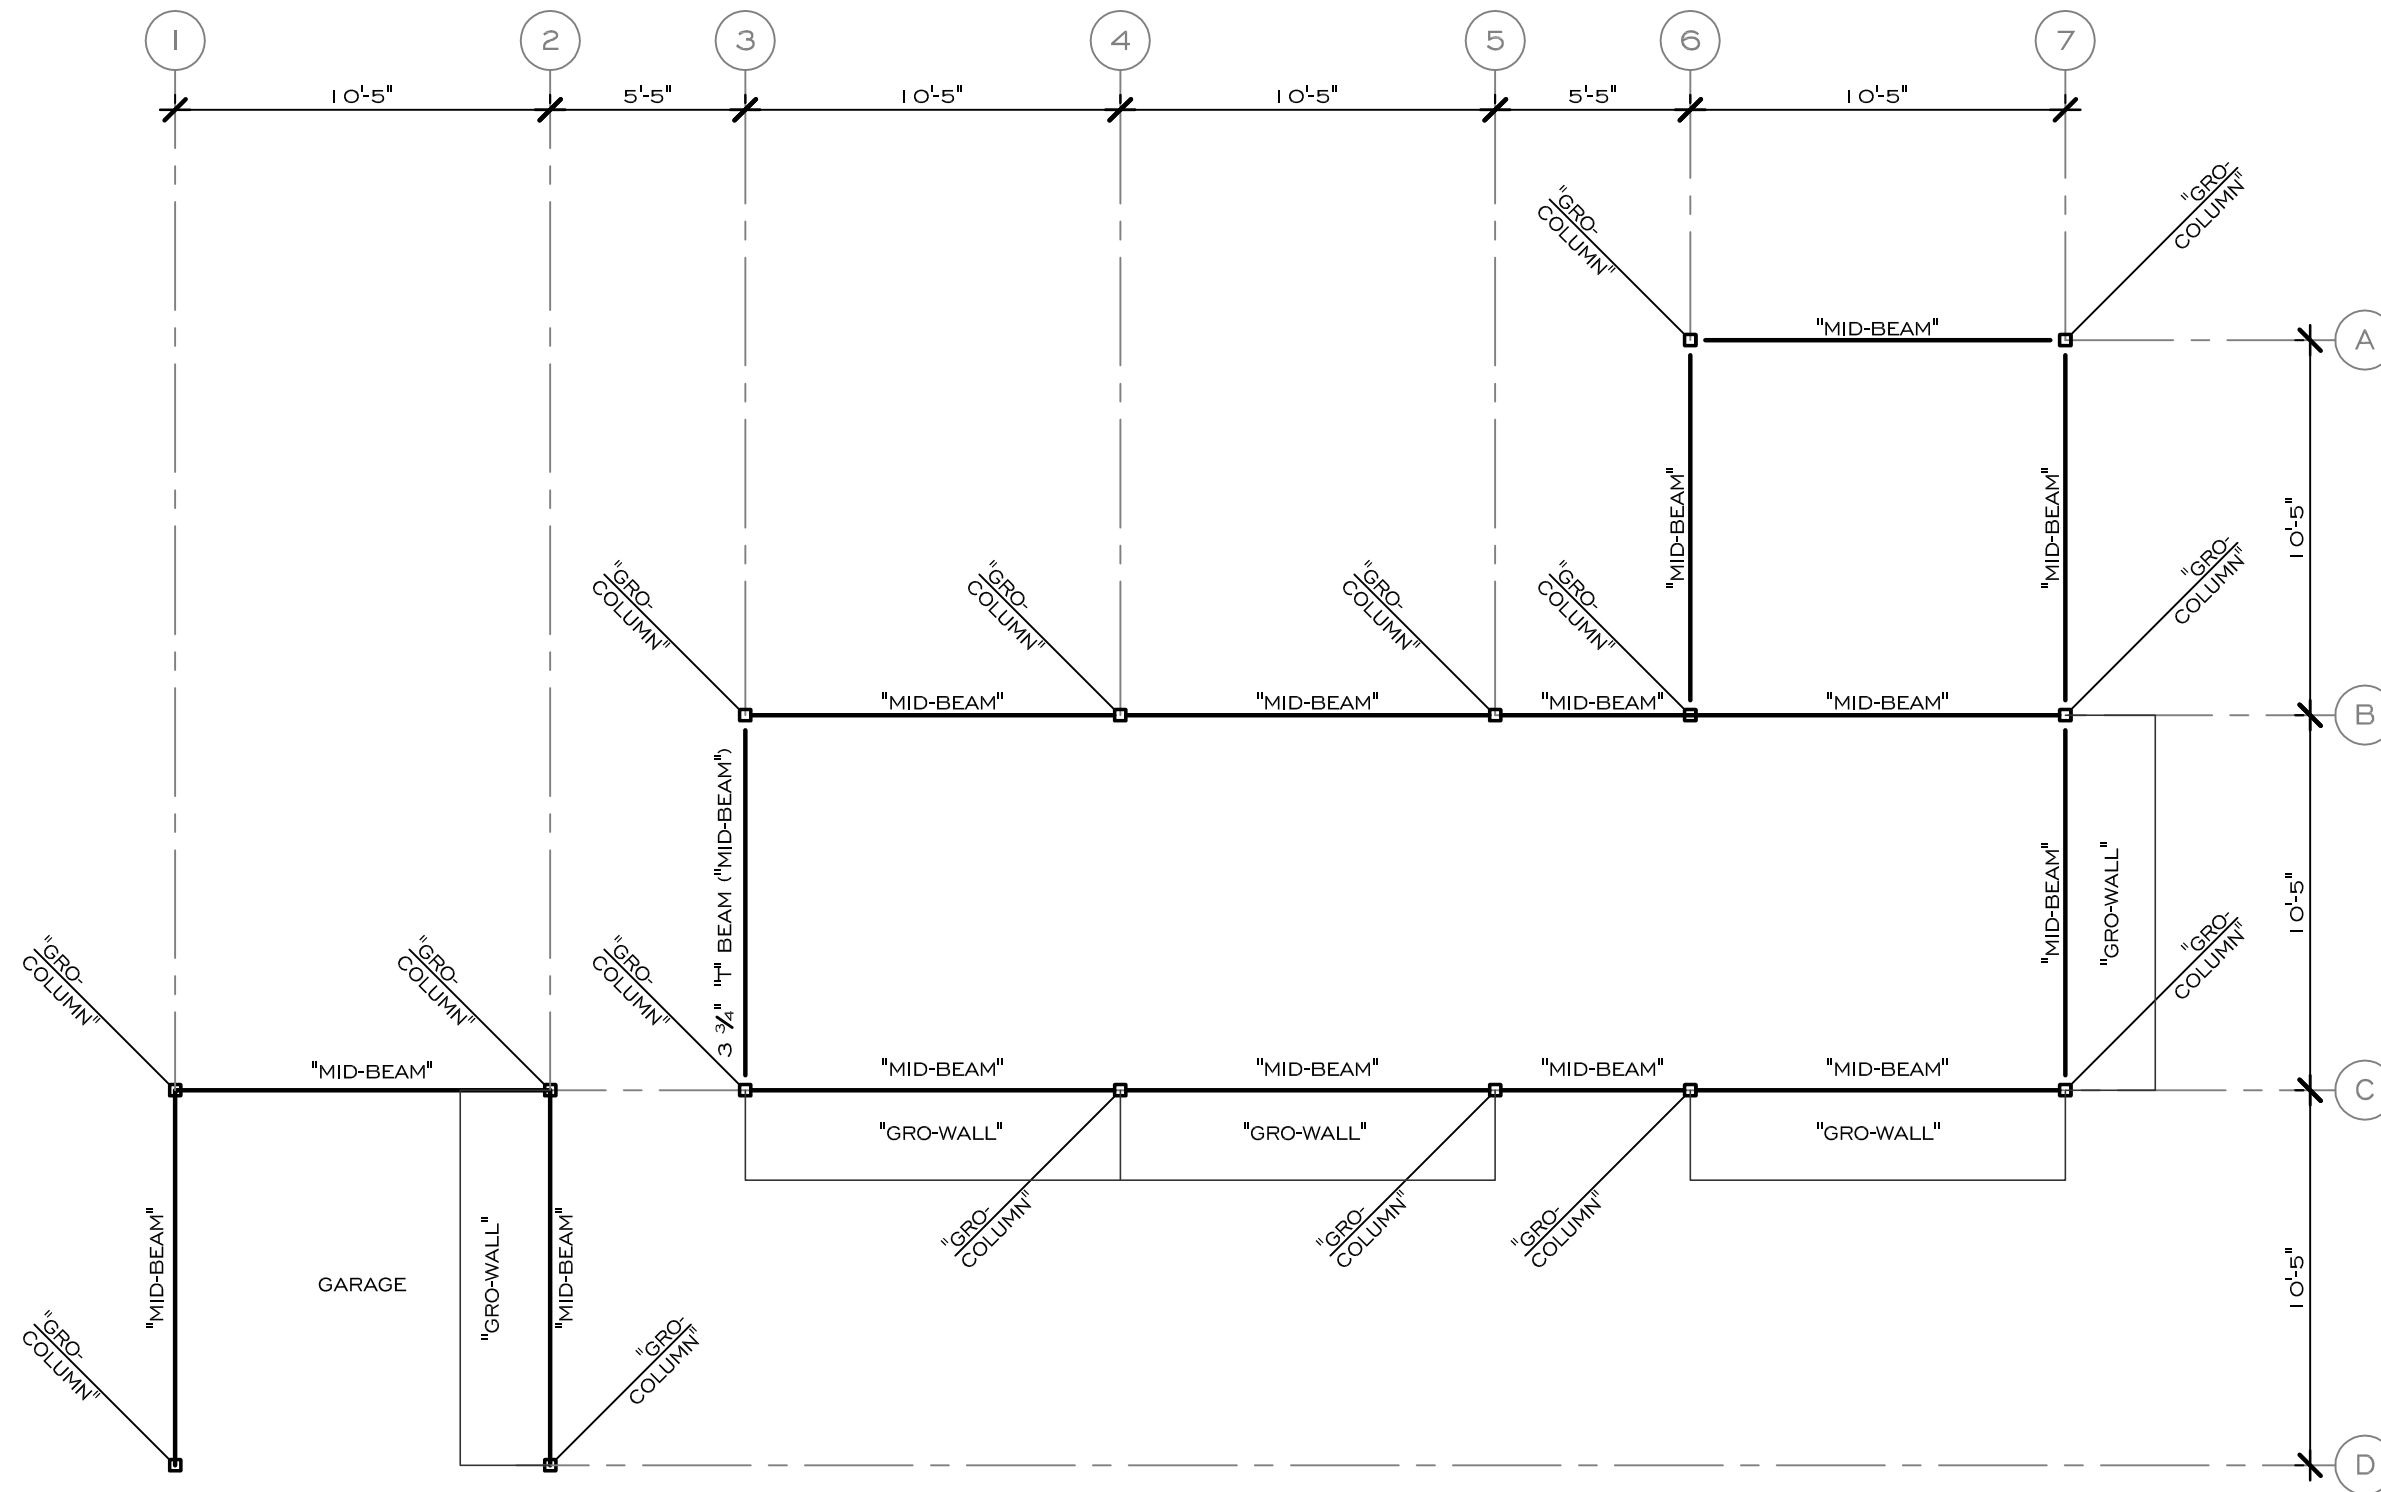 1 2 3 4 5 6 7
10'-5" 5'-5" 10'-5" 10'-5" 5'-5" 10'-5"
"GRO-
COLUMN"
"GRO-
COLUMN"
"MID-BEAM"
A
"MID-BEAM"
"MID-BEAM"
10'-5"
"GRO-
COLUMN"
"GRO-
COLUMN"
"GRO-
COLUMN"
"GRO-
COLUMN"
"GRO-
COLUMN"
"MID-BEAM" "MID-BEAM" "MID-BEAM" "MID-BEAM"
B
3 ¾" "T" BEAM ("MID-BEAM")
"MID-BEAM"
"GRO-WALL"
10'-5"
"GRO-
COLUMN"
"GRO-
COLUMN"
"GRO-
COLUMN"
"GRO-
COLUMN"
"MID-BEAM" "MID-BEAM" "MID-BEAM" "MID-BEAM" "MID-BEAM"
C
"GRO-WALL" "GRO-WALL" "GRO-WALL"
"GRO-
COLUMN"
"GRO-
COLUMN"
"GRO-
COLUMN"
"MID-BEAM"
GARAGE
"GRO-WALL"
"MID-BEAM"
10'-5"
"GRO-
COLUMN"
"GRO-
COLUMN"
D